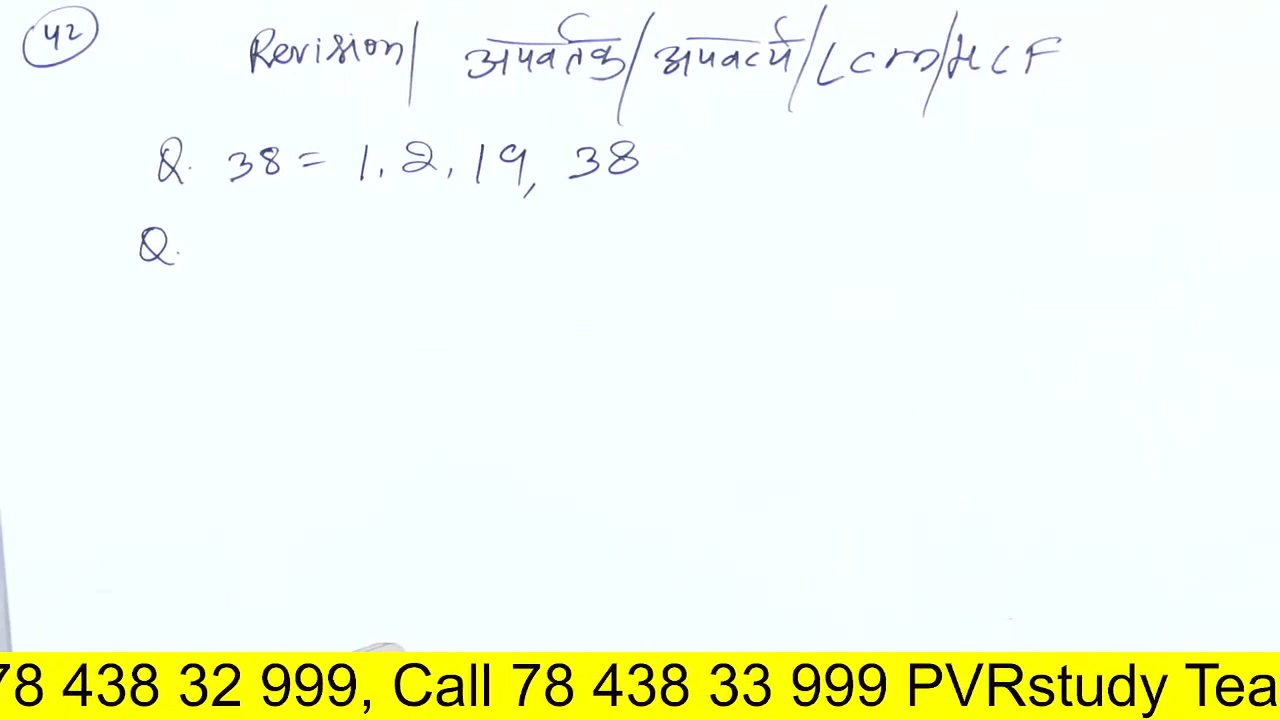 42
Revision/ अपवर्तक/अपवर्त्य/LCM/HCF
Q. 38 = 1, 2, 19, 38
Q.
78 438 32 999, Call 78 438 33 999 PVRstudy Tea